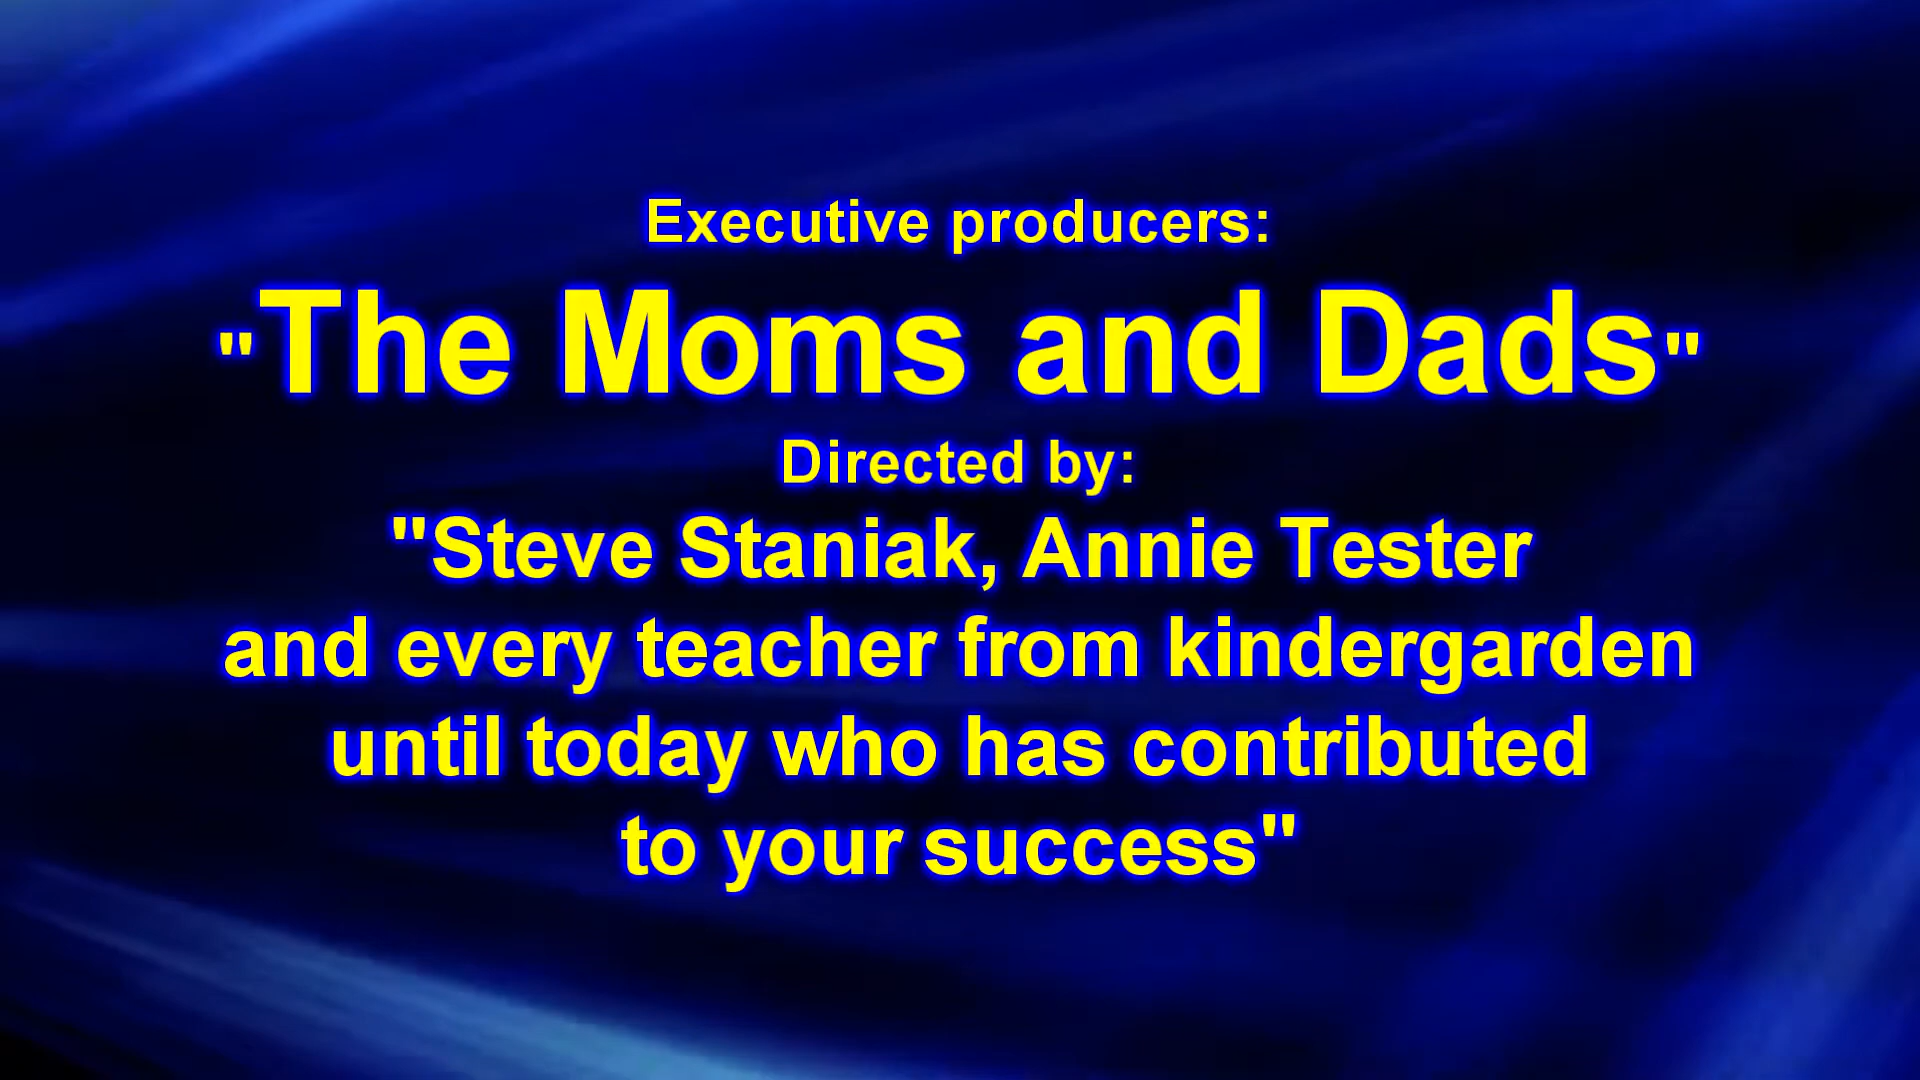 Executive producers:
"The Moms and Dads"
Directed by:
"Steve Staniak, Annie Tester
and every teacher from kindergarden
until today who has contributed
to your success"